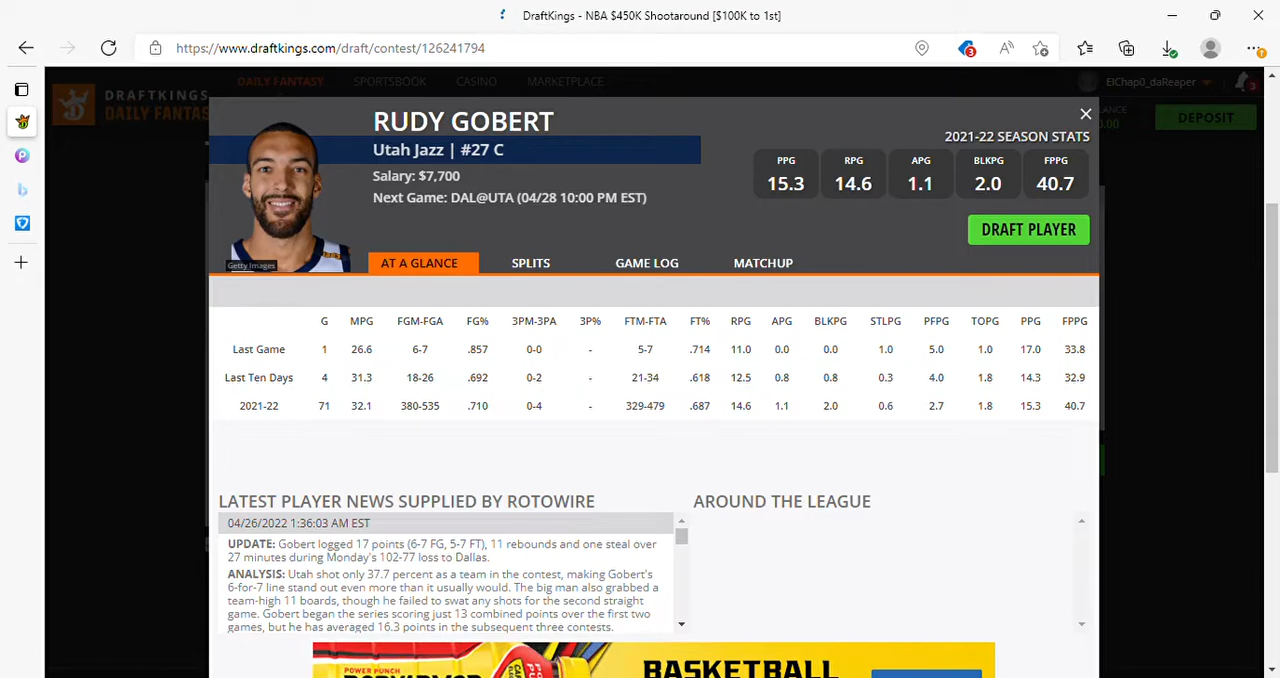 DraftKings - NBA $450K Shootaround [$100K to 1st]
https://www.draftkings.com/draft/contest/126241794
3
DRAFTKINGS
DAILY FANTAS
DAILY FANTASY SPORTSBOOK CASINO MARKETPLACE
ElChap0_daReaper
3
DEPOSIT
RUDY GOBERT
Utah Jazz | #27 C
Salary: $7,700
Next Game: DAL@UTA (04/28 10:00 PM EST)
Getty Images
2021-22 SEASON STATS
PPG RPG APG BLKPG FPPG
15.3 14.6 1.1 2.0 40.7
DRAFT PLAYER
AT A GLANCE SPLITS GAME LOG MATCHUP
G MPG FGM-FGA FG% 3PM-3PA 3P% FTM-FTA FT% RPG APG BLKPG STLPG PFPG TOPG PPG FPPG
Last Game 1 26.6 6-7 .857 0-0 - 5-7 .714 11.0 0.0 0.0 1.0 5.0 1.0 17.0 33.8
Last Ten Days 4 31.3 18-26 .692 0-2 - 21-34 .618 12.5 0.8 0.8 0.3 4.0 1.8 14.3 32.9
2021-22 71 32.1 380-535 .710 0-4 - 329-479 .687 14.6 1.1 2.0 0.6 2.7 1.8 15.3 40.7
LATEST PLAYER NEWS SUPPLIED BY ROTOWIRE
04/26/2022 1:36:03 AM EST
UPDATE: Gobert logged 17 points (6-7 FG, 5-7 FT), 11 rebounds and one steal over
27 minutes during Monday's 102-77 loss to Dallas.
ANALYSIS: Utah shot only 37.7 percent as a team in the contest, making Gobert's
6-for-7 line stand out even more than it usually would. The big man also grabbed a
team-high 11 boards, though he failed to swat any shots for the second straight
game. Gobert began the series scoring just 13 combined points over the first two
games, but he has averaged 16.3 points in the subsequent three contests.
AROUND THE LEAGUE
POWER PUNCH
BASKETBALL